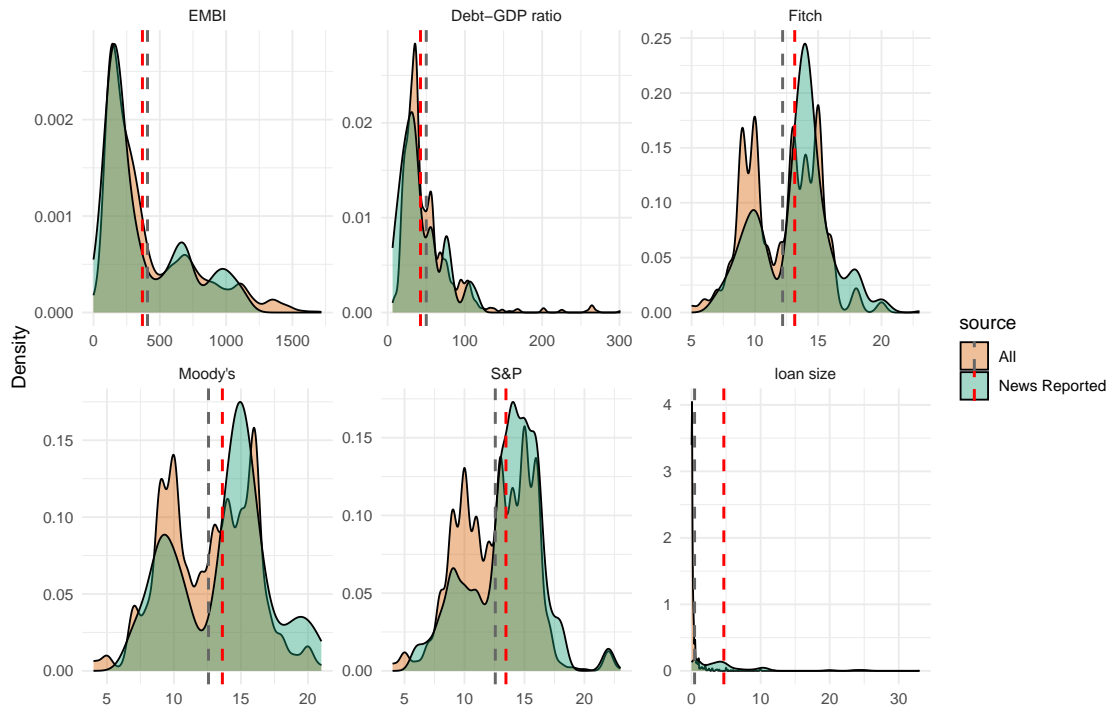 EMBI
Debt−GDP ratio
Fitch
0.000
0.001
0.002
0 500 1000 1500
0.00
0.01
0.02
0 100 200 300
0.00
0.05
0.10
0.15
0.20
0.25
5 10 15 20
Density
Moody's
S&P
loan size
0.00
0.05
0.10
0.15
5 10 15 20
0.00
0.05
0.10
0.15
5 10 15 20
0
1
2
3
4
0 10 20 30
source
All
News Reported